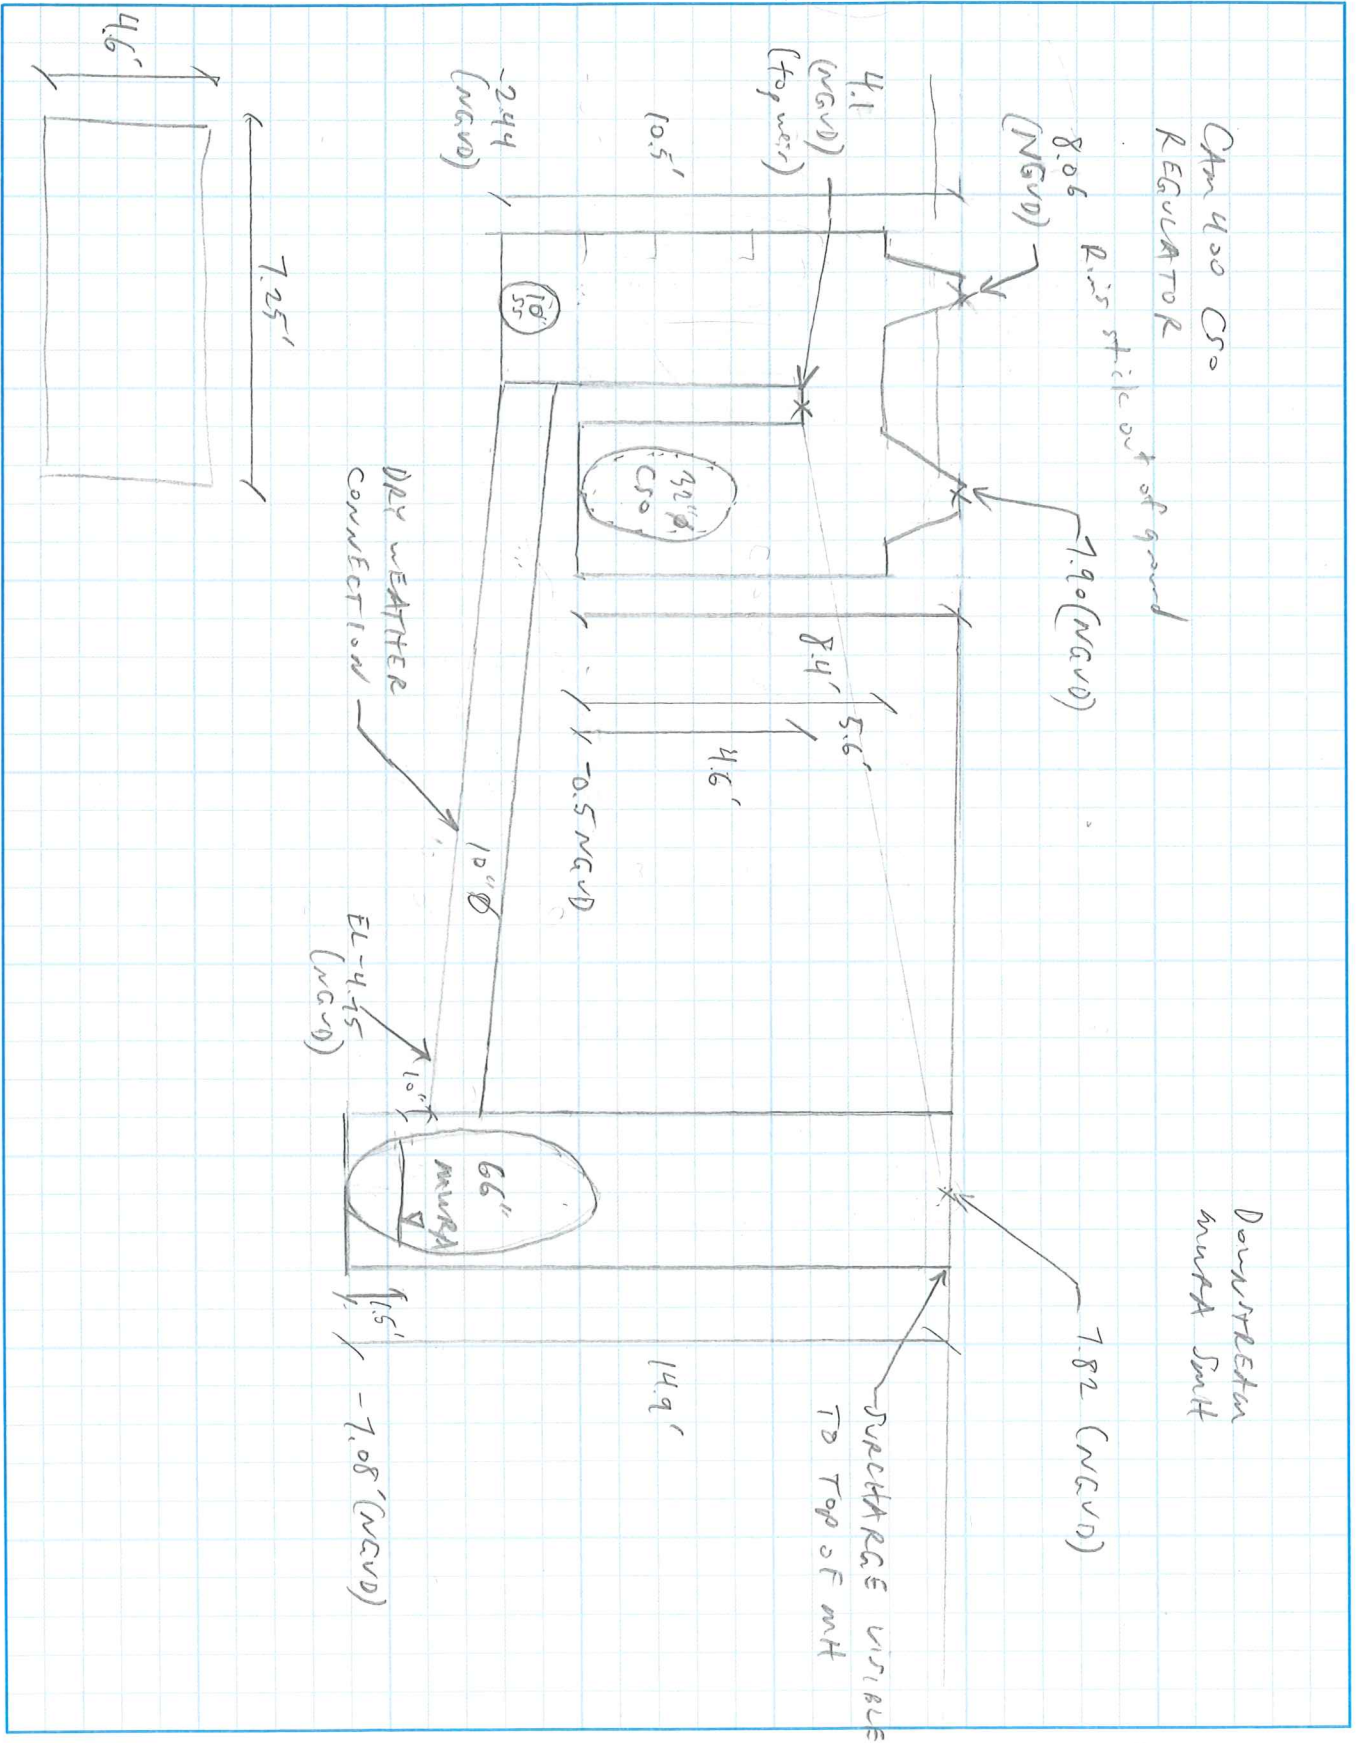 CAM 400 CSO
REGULATOR
DOWNSTREAM
MWRA SMH
8.06
(NGVD)
Rims stick out of ground
7.90 (NGVD)
7.82 (NGVD)
4.1
(NGVD)
(top weir)
SURCHARGE VISIBLE
TO TOP OF MH
10.5'
8.4'
5.6'
4.6'
32"Ø
CSO
14.9'
-2.44
(NGVD)
10"
SS
-0.5 NGVD
10"Ø
66"
MWRA
10"
1.5'
DRY WEATHER
CONNECTION
EL -4.45
(NGVD)
-7.08' (NGVD)
7.25'
4.6'